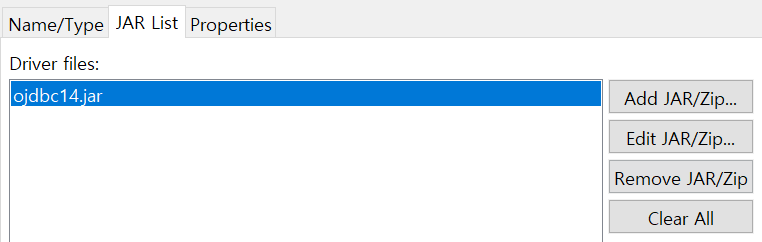 Name/Type JAR List Properties
Driver files:
ojdbc14.jar
Add JAR/Zip...
Edit JAR/Zip...
Remove JAR/Zip
Clear All